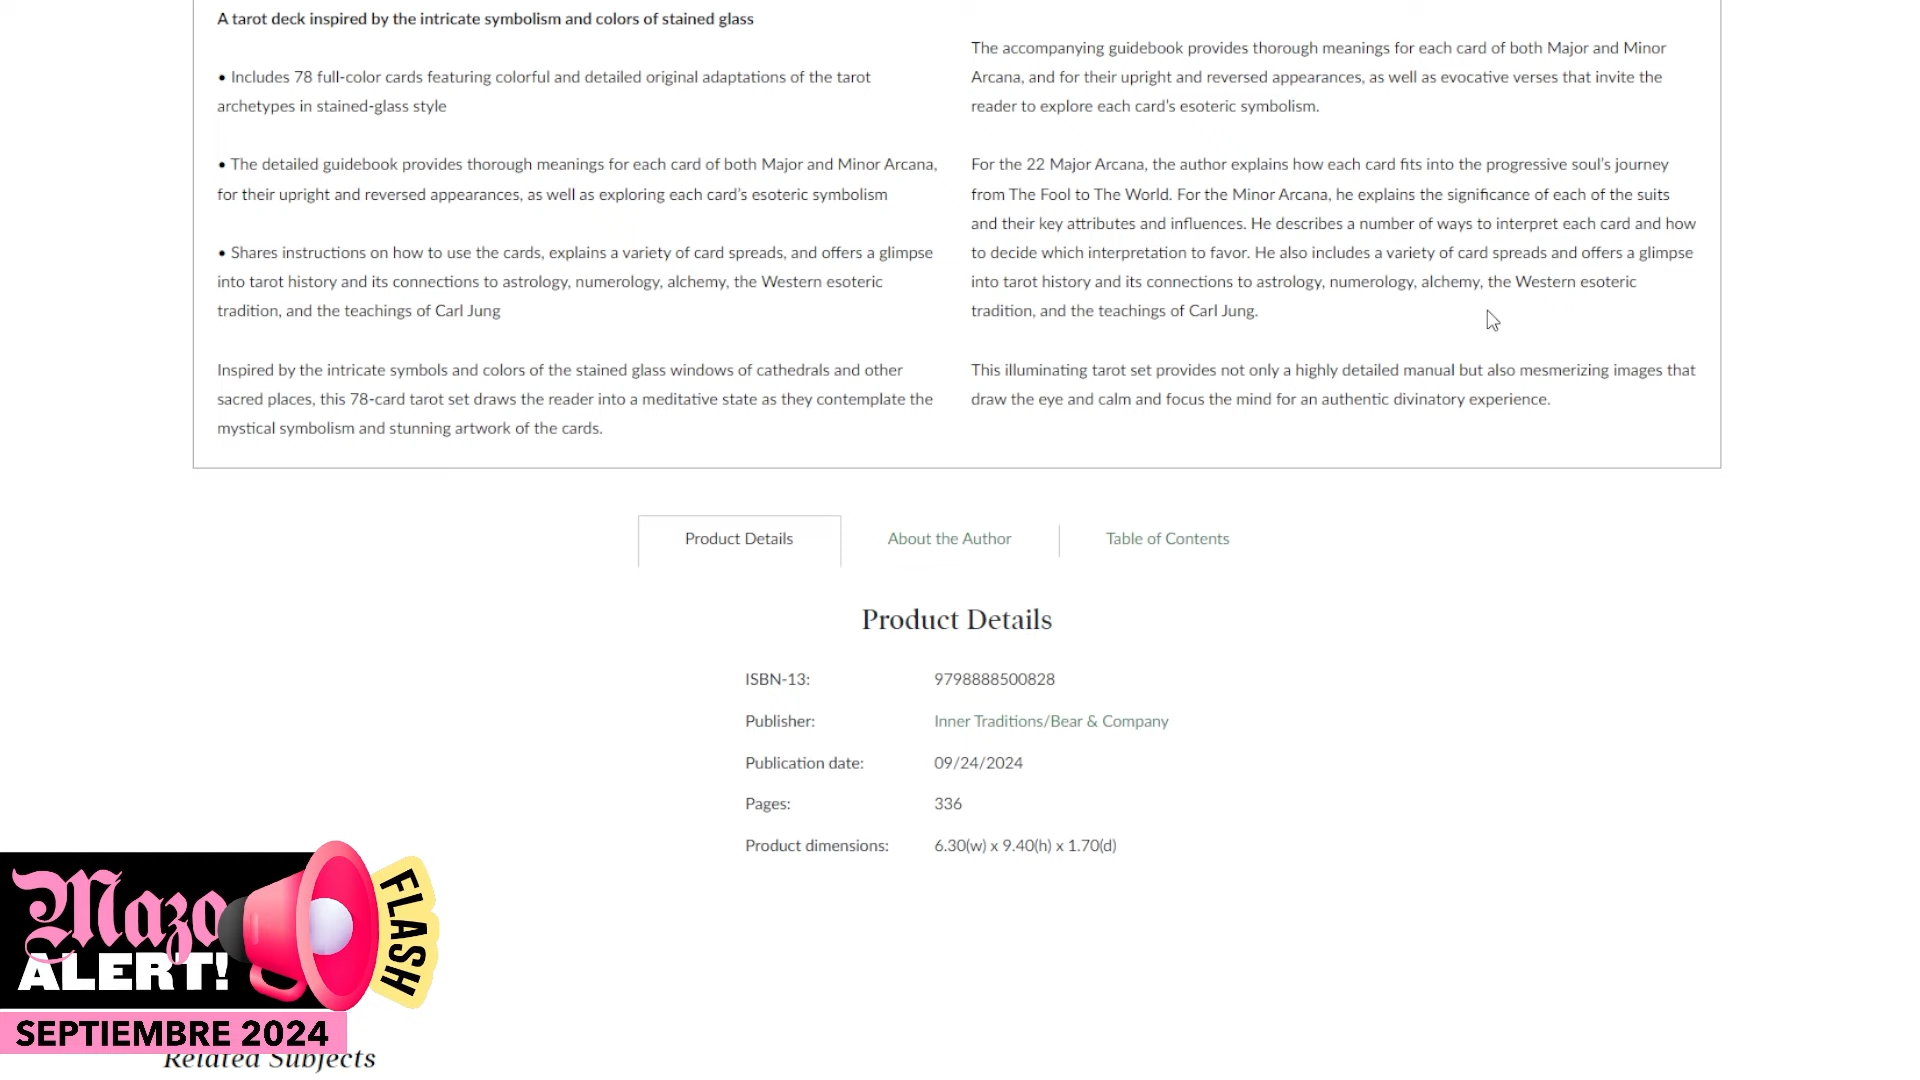 A tarot deck inspired by the intricate symbolism and colors of stained glass
• Includes 78 full-color cards featuring colorful and detailed original adaptations of the tarot
archetypes in stained-glass style
• The detailed guidebook provides thorough meanings for each card of both Major and Minor Arcana,
for their upright and reversed appearances, as well as exploring each card's esoteric symbolism
• Shares instructions on how to use the cards, explains a variety of card spreads, and offers a glimpse
into tarot history and its connections to astrology, numerology, alchemy, the Western esoteric
tradition, and the teachings of Carl Jung
Inspired by the intricate symbols and colors of the stained glass windows of cathedrals and other
sacred places, this 78-card tarot set draws the reader into a meditative state as they contemplate the
mystical symbolism and stunning artwork of the cards.
The accompanying guidebook provides thorough meanings for each card of both Major and Minor
Arcana, and for their upright and reversed appearances, as well as evocative verses that invite the
reader to explore each card's esoteric symbolism.
For the 22 Major Arcana, the author explains how each card fits into the progressive soul's journey
from The Fool to The World. For the Minor Arcana, he explains the significance of each of the suits
and their key attributes and influences. He describes a number of ways to interpret each card and how
to decide which interpretation to favor. He also includes a variety of card spreads and offers a glimpse
into tarot history and its connections to astrology, numerology, alchemy, the Western esoteric
tradition, and the teachings of Carl Jung.
This illuminating tarot set provides not only a highly detailed manual but also mesmerizing images that
draw the eye and calm and focus the mind for an authentic divinatory experience.
Product Details
About the Author
Table of Contents
Product Details
ISBN-13: 9798888500828
Publisher: Inner Traditions/Bear & Company
Publication date: 09/24/2024
Pages: 336
Product dimensions: 6.30(w) x 9.40(h) x 1.70(d)
Mazo
ALERT!
FLASH
SEPTIEMBRE 2024
Related Subjects